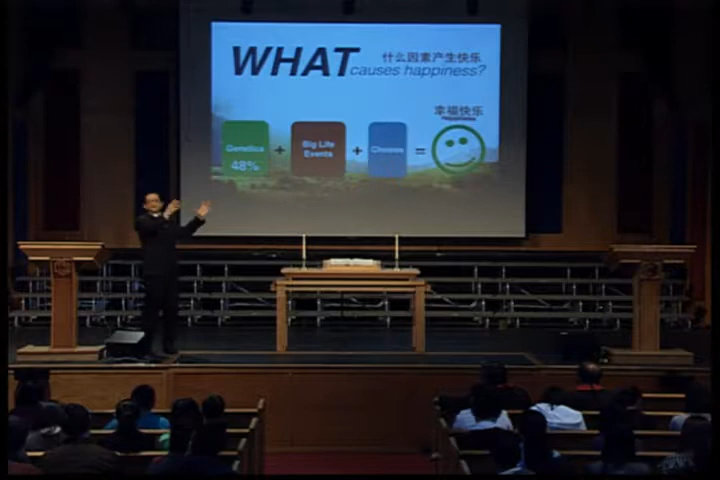 WHAT
什么因素产生快乐
causes happiness?
幸福快乐
Happiness
Genetics
48%
+
Big Life
Events
+
Choices
=